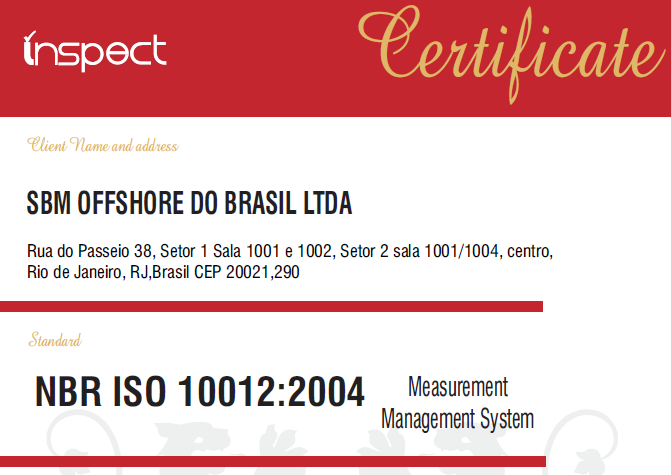 inspect
Certificate
Client Name and address
SBM OFFSHORE DO BRASIL LTDA
Rua do Passeio 38, Setor 1 Sala 1001 e 1002, Setor 2 sala 1001/1004, centro,
Rio de Janeiro, RJ,Brasil CEP 20021,290
Standard
NBR ISO 10012:2004
Measurement
Management System